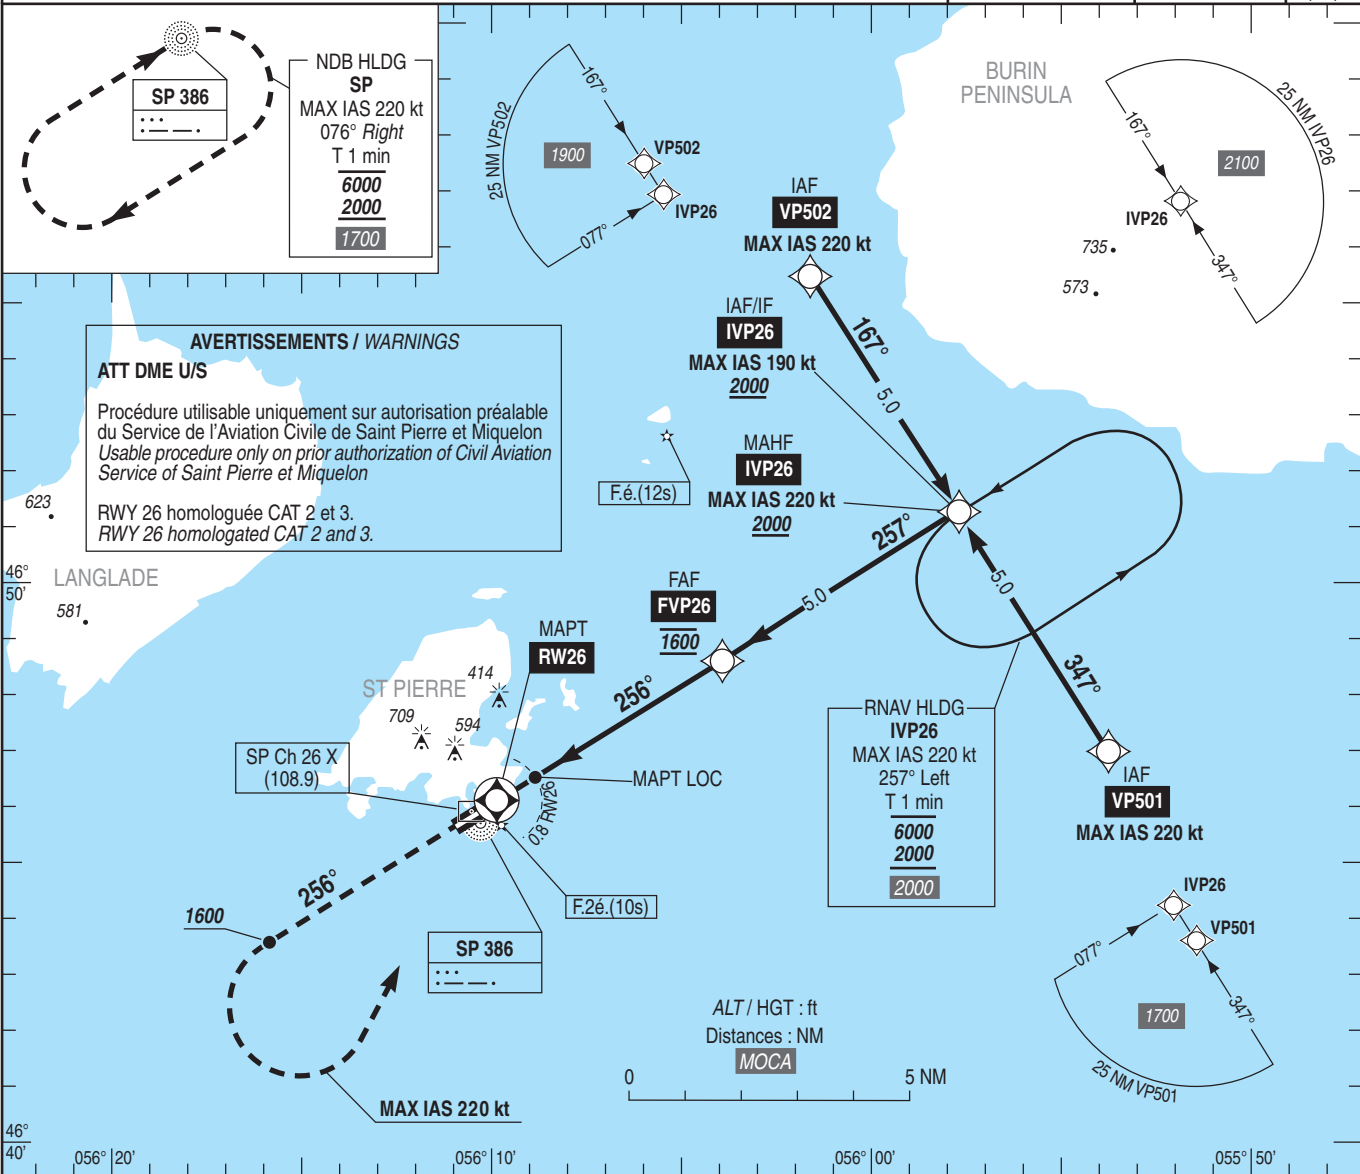 SP 386
NDB HLDG
SP
MAX IAS 220 kt
076° Right
T 1 min
6000
2000
1700
25 NM VP502
167°
1900
VP502
IVP26
077°
BURIN
PENINSULA
25 NM IVP26
167°
2100
IVP26
347°
735
573
IAF
VP502
MAX IAS 220 kt
167°
5.0
IAF/IF
IVP26
MAX IAS 190 kt
2000
AVERTISSEMENTS / WARNINGS
ATT DME U/S
Procédure utilisable uniquement sur autorisation préalable
du Service de l'Aviation Civile de Saint Pierre et Miquelon
Usable procedure only on prior authorization of Civil Aviation
Service of Saint Pierre et Miquelon
RWY 26 homologuée CAT 2 et 3.
RWY 26 homologated CAT 2 and 3.
F.é.(12s)
MAHF
IVP26
MAX IAS 220 kt
2000
623
LANGLADE
581
46°
50'
257°
5.0
5.0
347°
FAF
FVP26
1600
MAPT
RW26
256°
ST PIERRE
414
709
594
SP Ch 26 X
(108.9)
MAPT LOC
0.8 RW26
RNAV HLDG
IVP26
MAX IAS 220 kt
257° Left
T 1 min
6000
2000
2000
IAF
VP501
MAX IAS 220 kt
256°
1600
F.2é.(10s)
SP 386
MAX IAS 220 kt
IVP26
VP501
077°
347°
1700
25 NM VP501
ALT / HGT : ft
Distances : NM
MOCA
0 5 NM
46°
40'
056° 20' 056° 10' 056° 00' 055° 50'